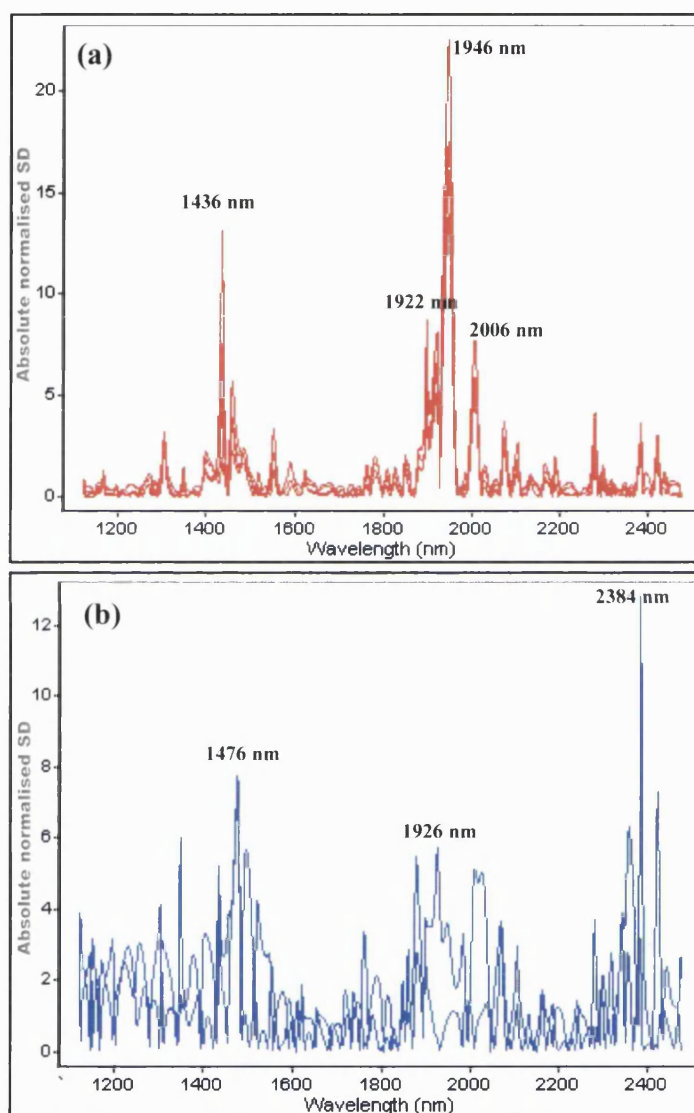 (a)
1946 nm
20
15
1436 nm
10
1922 nm
2006 nm
5
0
Absolute normalised SD
1200 1400 1600 1800 2000 2200 2400
Wavelength (nm)
(b)
2384 nm
12
10
1476 nm
8
1926 nm
6
4
2
0
Absolute normalised SD
1200 1400 1600 1800 2000 2200 2400
Wavelength (nm)